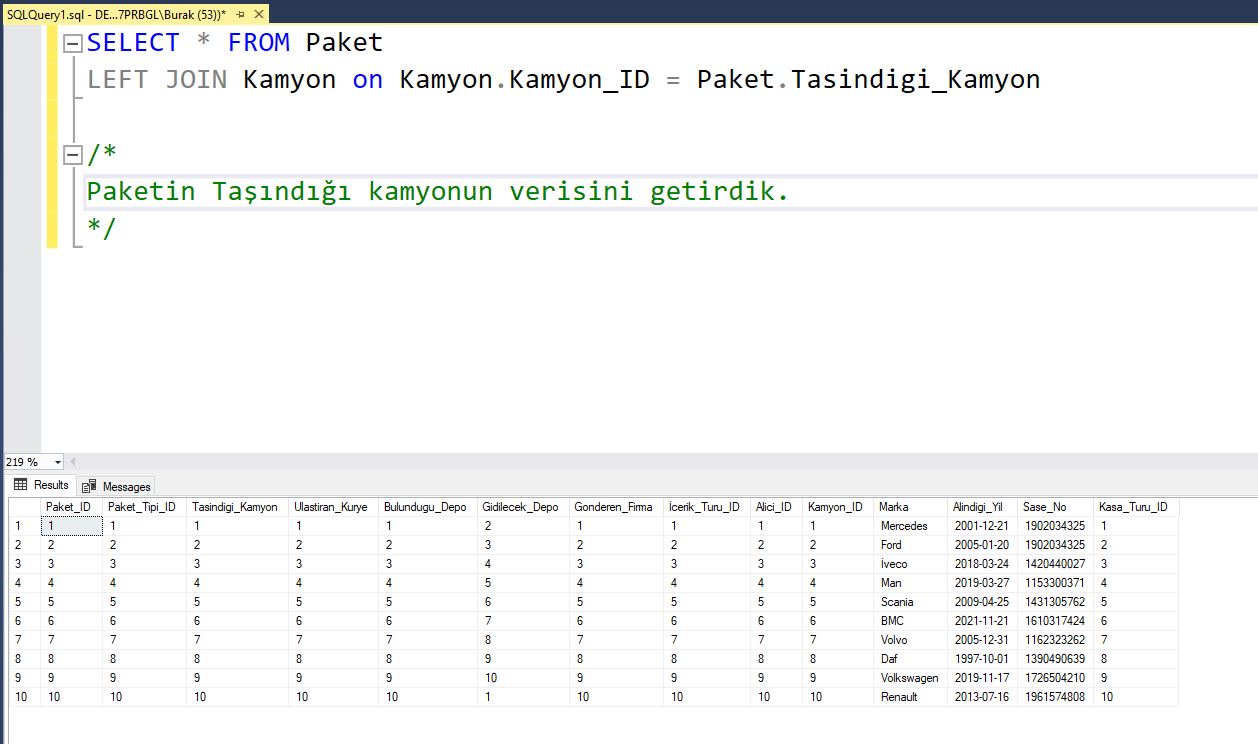 SQLQuery1.sql - DE...7PRBGL\Burak (53))*
SELECT * FROM Paket
LEFT JOIN Kamyon on Kamyon.Kamyon_ID = Paket.Tasindigi_Kamyon
/*
Paketin Taşındığı kamyonun verisini getirdik.
*/
219 %
Results Messages
Paket_ID Paket_Tipi_ID Tasindigi_Kamyon Ulastiran_Kurye Bulundugu_Depo Gidilecek_Depo Gonderen_Firma İcerik_Turu_ID Alici_ID Kamyon_ID Marka Alindigi_Yil Sase_No Kasa_Turu_ID
1 1 1 1 1 1 2 1 1 1 1 Mercedes 2001-12-21 1902034325 1
2 2 2 2 2 2 3 2 2 2 2 Ford 2005-01-20 1902034325 2
3 3 3 3 3 3 4 3 3 3 3 İveco 2018-03-24 1420440027 3
4 4 4 4 4 4 5 4 4 4 4 Man 2019-03-27 1153300371 4
5 5 5 5 5 5 6 5 5 5 5 Scania 2009-04-25 1431305762 5
6 6 6 6 6 6 7 6 6 6 6 BMC 2021-11-21 1610317424 6
7 7 7 7 7 7 8 7 7 7 7 Volvo 2005-12-31 1162323262 7
8 8 8 8 8 8 9 8 8 8 8 Daf 1997-10-01 1390490639 8
9 9 9 9 9 9 10 9 9 9 9 Volkswagen 2019-11-17 1726504210 9
10 10 10 10 10 10 1 10 10 10 10 Renault 2013-07-16 1961574808 10